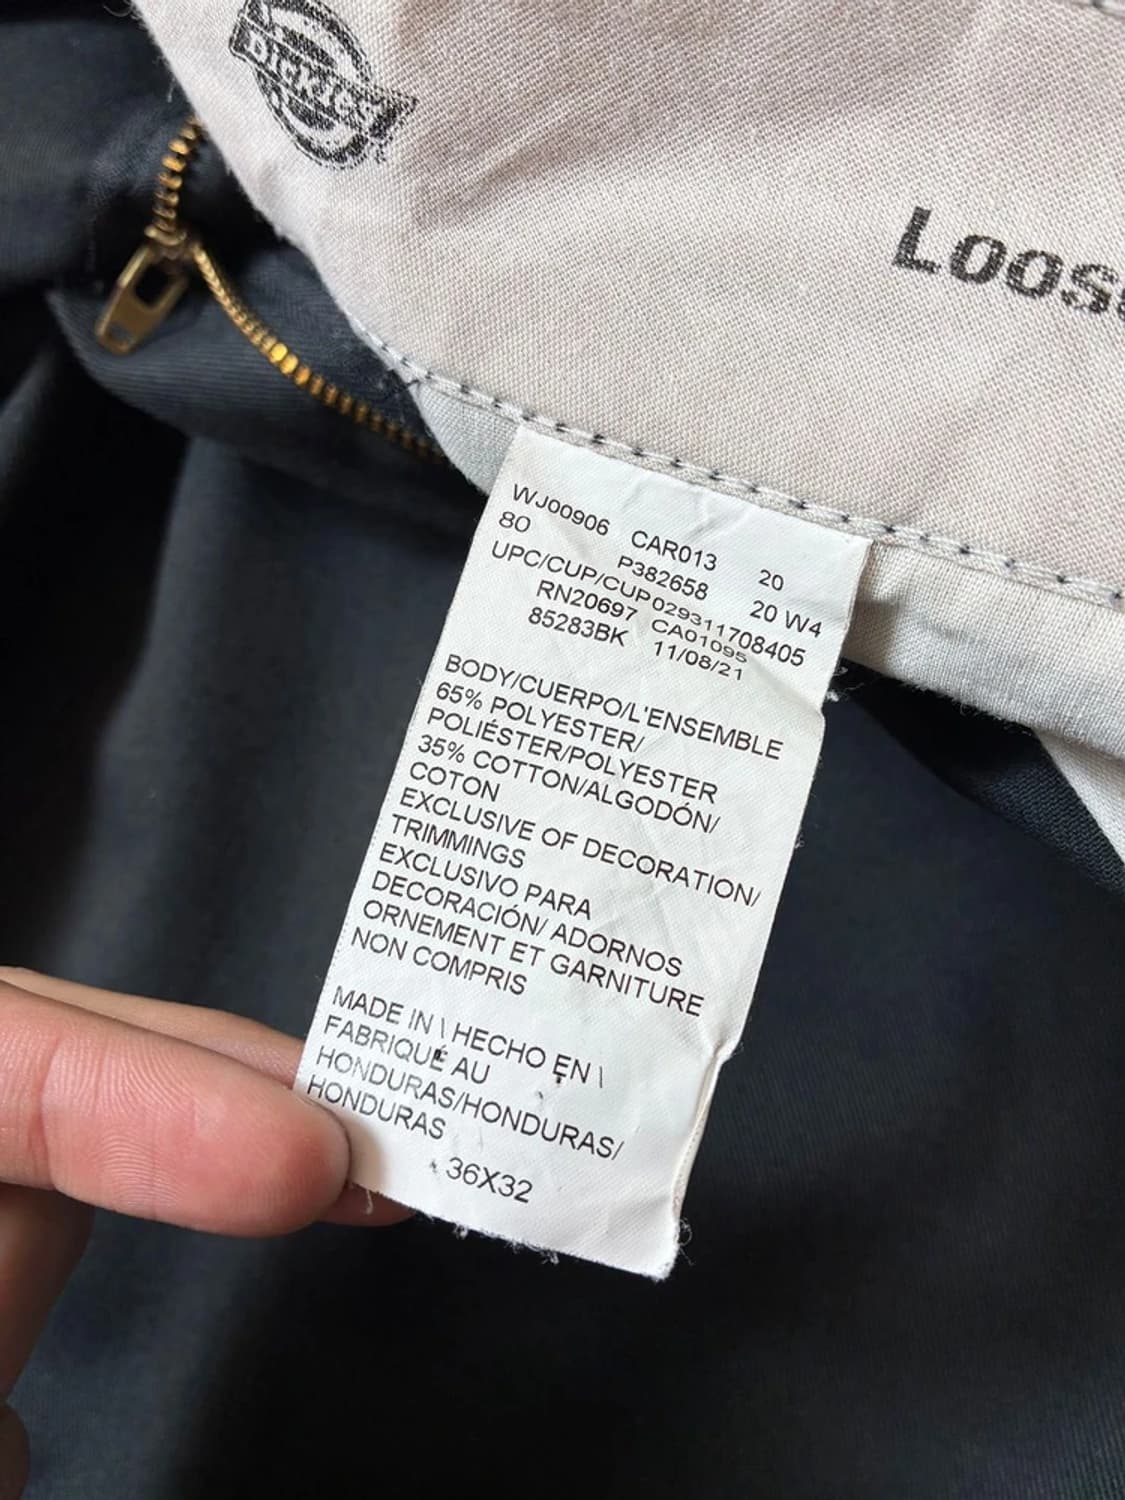 DICKIES
LOOS
WJ00906 CAR013 20
80 P382658 20 W4
UPC/CUP/CUP 029311708405
RN20697 CA01095
85283BK 11/08/21
BODY/CUERPO/L'ENSEMBLE
65% POLYESTER/
POLIÉSTER/POLYESTER
35% COTTON/ALGODÓN/
COTON
EXCLUSIVE OF DECORATION/
TRIMMINGS
EXCLUSIVO PARA
DECORACIÓN/ ADORNOS
ORNEMENT ET GARNITURE
NON COMPRIS
MADE IN \ HECHO EN \
FABRIQUÉ AU
HONDURAS/HONDURAS/
HONDURAS
36X32